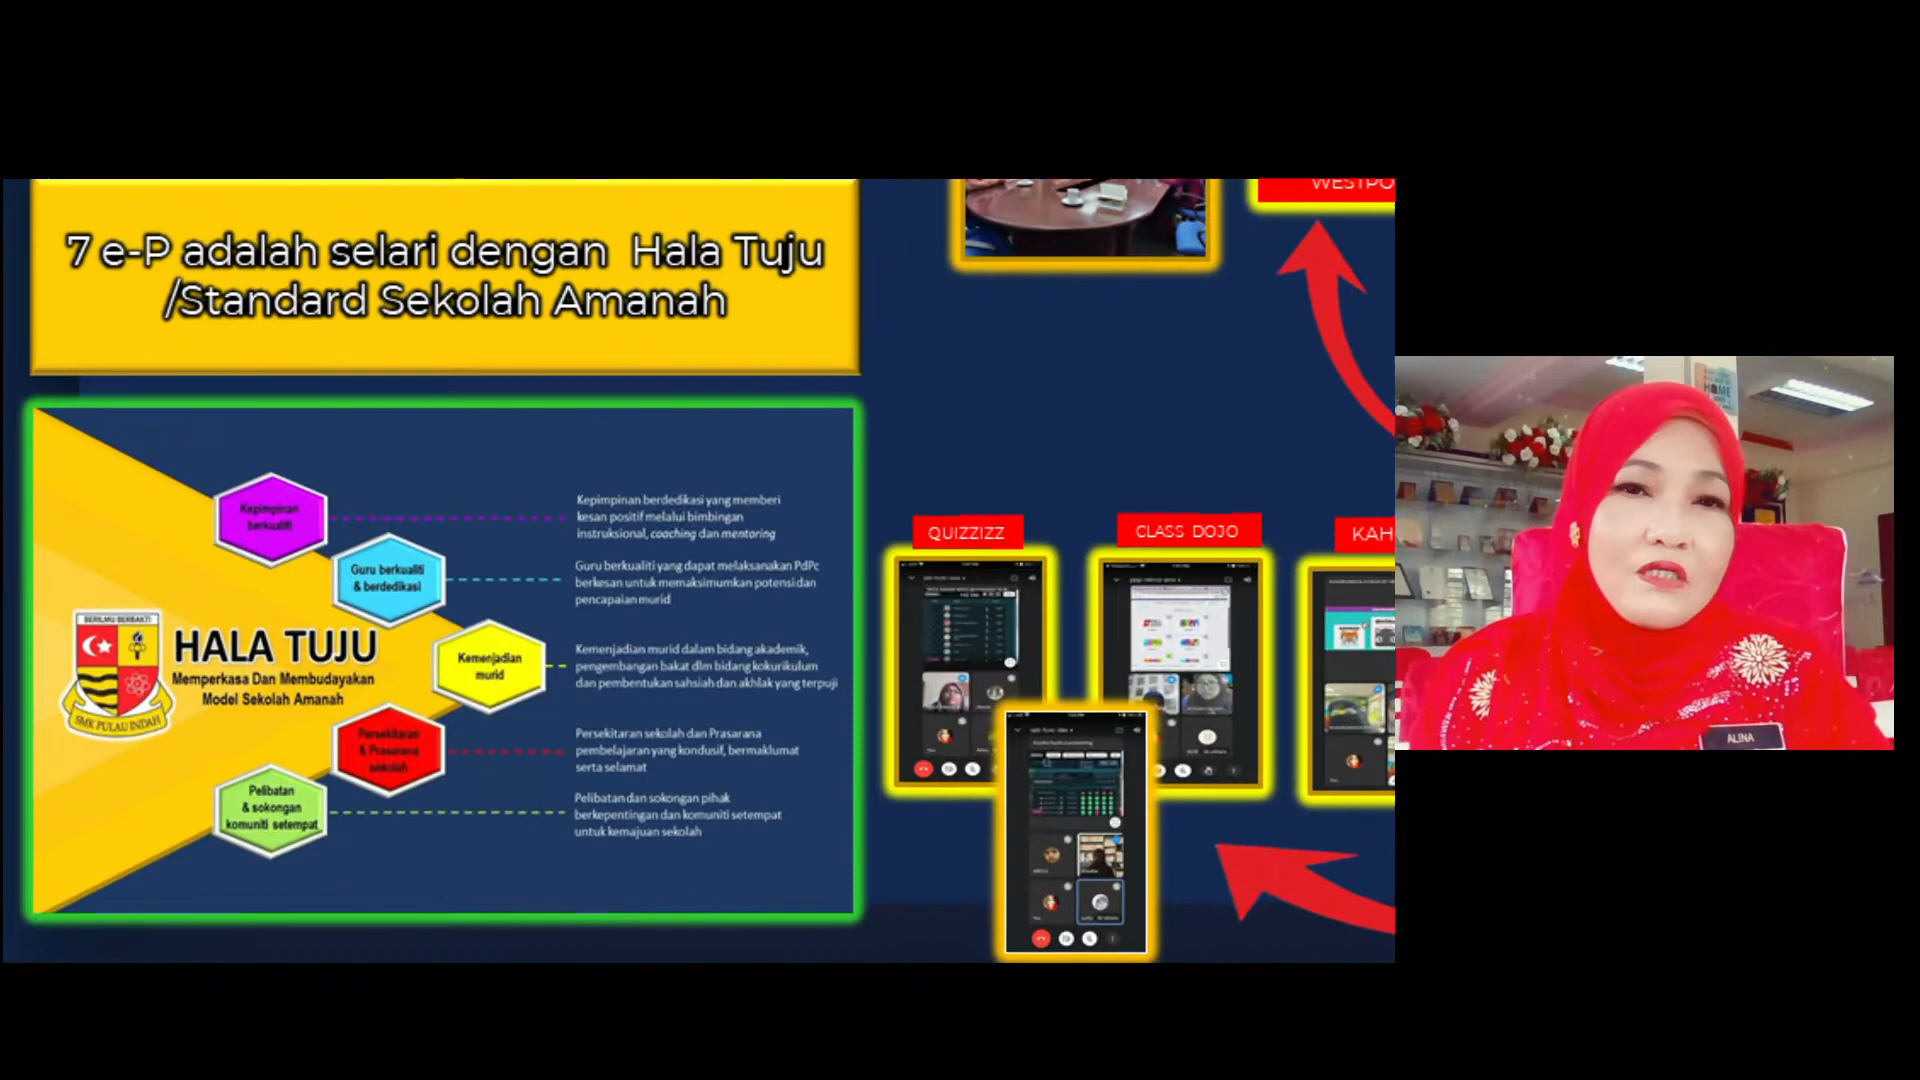 7 e-P adalah selari dengan Hala Tuju
/Standard Sekolah Amanah
WESTPO
Kepimpinan
berkualiti
Kepimpinan berdedikasi yang memberi
kesan positif melalui bimbingan
instruksional, coaching dan mentoring
Guru berkualiti
& berdedikasi
Guru berkualiti yang dapat melaksanakan PdPc
berkesan untuk memaksimumkan potensi dan
pencapaian murid
BERILMU BERBAKTI
SMK PULAU INDAH
HALA TUJU
Memperkasa Dan Membudayakan
Model Sekolah Amanah
Kemenjadian
murid
Kemenjadian murid dalam bidang akademik,
pengembangan bakat dlm bidang kokurikulum
dan pembentukan sahsiah dan akhlak yang terpuji
Persekitaran
& Prasarana
sekolah
Persekitaran sekolah dan Prasarana
pembelajaran yang kondusif, bermaklumat
serta selamat
Pelibatan
& sokongan
komuniti setempat
Pelibatan dan sokongan pihak
berkepentingan dan komuniti setempat
untuk kemajuan sekolah
QUIZZIZZ
CLASS DOJO
KAH
HOME
ALINA